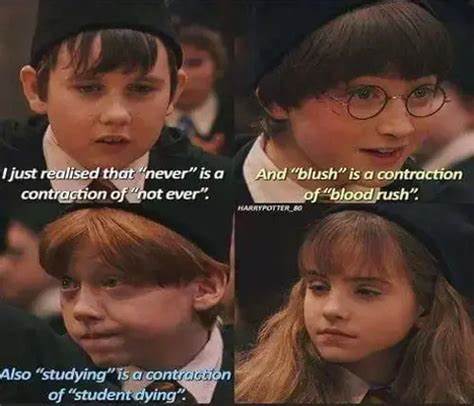 I just realised that "never" is a
contraction of "not ever".
And "blush" is a contraction
of "blood rush".
HARRYPOTTER_80
Also "studying" is a contraction
of "student dying".